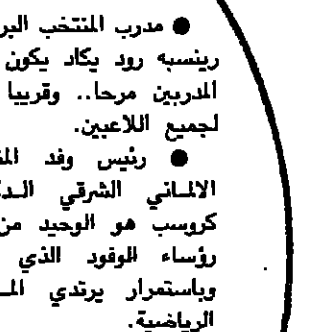 ● مدرب المنتخب البر
رينسبه رود يكاد يكون
المدربين مرحا.. وقريبا
لجميع اللاعبين.
● رئيس وفد المن
الالماني الشرقي الدك
كروسب هو الوحيد من
رؤساء الوفود الذي
وباستمرار يرتدي الم
الرياضية.